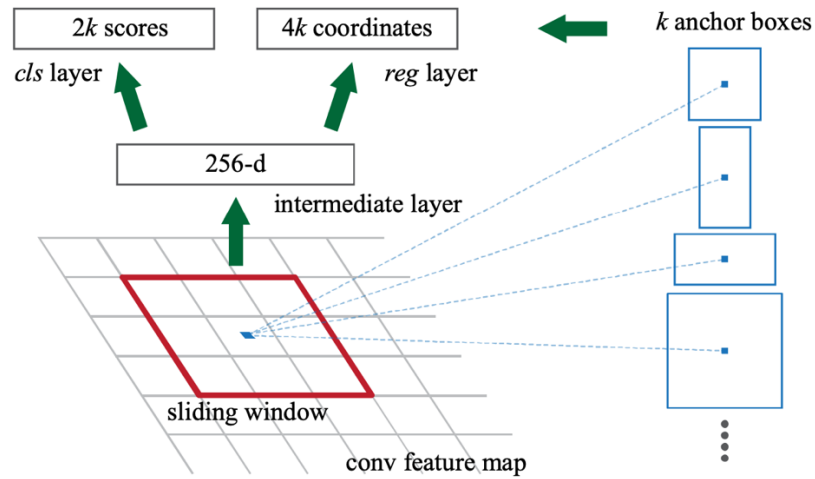 2k scores
4k coordinates
k anchor boxes
cls layer
reg layer
256-d
intermediate layer
sliding window
conv feature map